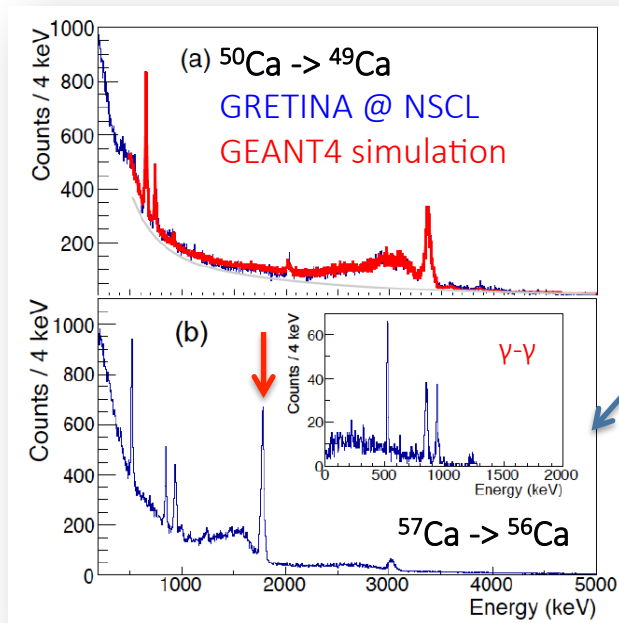 1000
(a) ⁵⁰Ca -> ⁴⁹Ca
GRETINA @ NSCL
GEANT4 simulation
Counts / 4 keV
800
600
400
200
1000
(b)
Counts / 4 keV
800
600
400
200
0
1000 2000 3000 4000 5000
Energy (keV)
Counts / 4 keV
60
40
20
0
γ-γ
0 500 1000 1500 2000
Energy (keV)
⁵⁷Ca -> ⁵⁶Ca